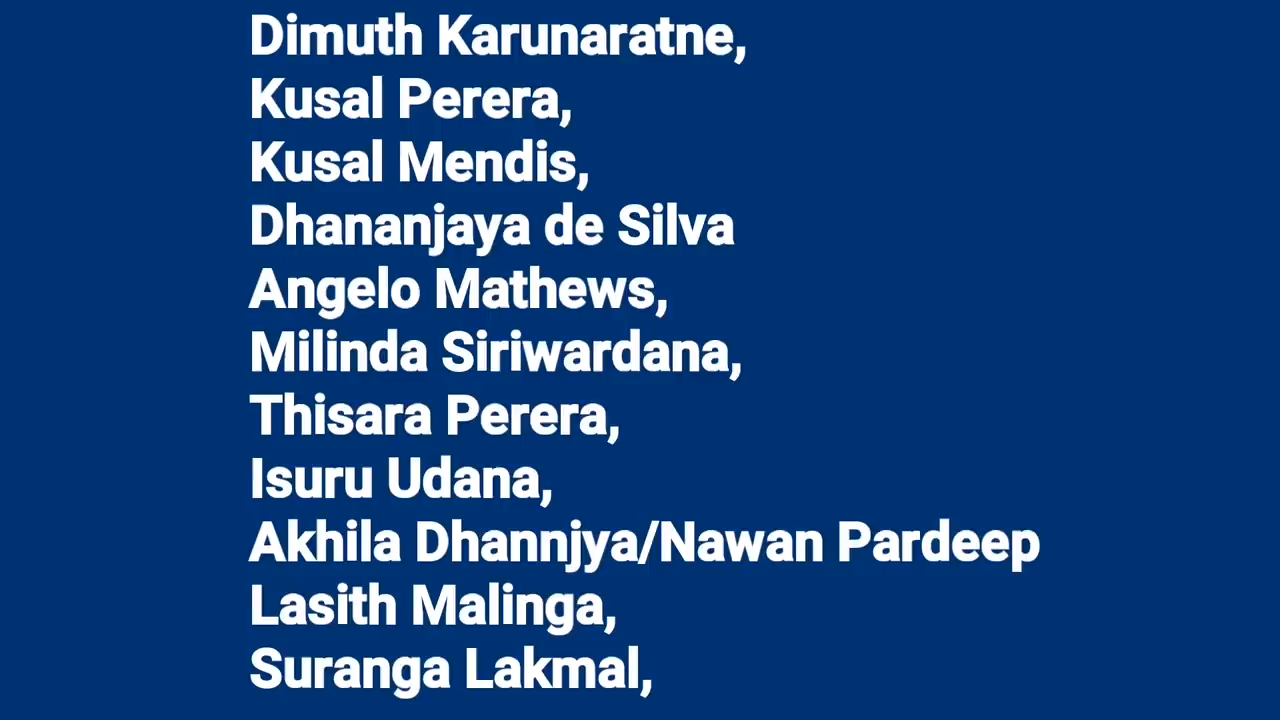 Dimuth Karunaratne,
Kusal Perera,
Kusal Mendis,
Dhananjaya de Silva
Angelo Mathews,
Milinda Siriwardana,
Thisara Perera,
Isuru Udana,
Akhila Dhannjya/Nawan Pardeep
Lasith Malinga,
Suranga Lakmal,